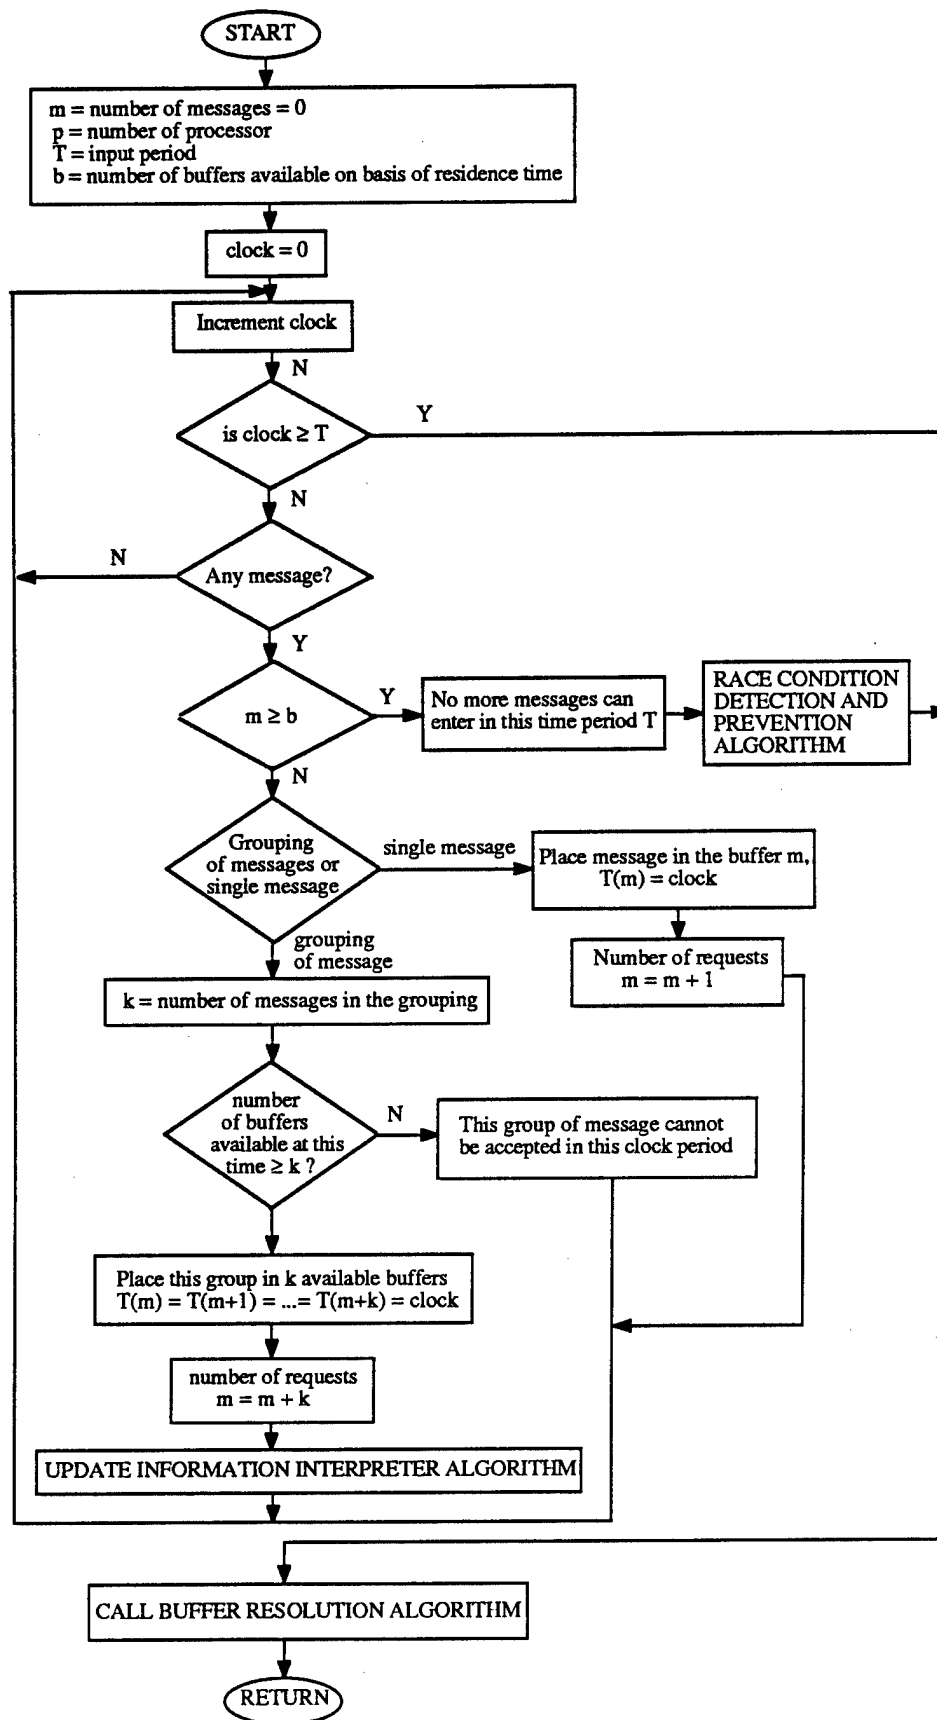 START
m = number of messages = 0
p = number of processor
T = input period
b = number of buffers available on basis of residence time
clock = 0
Increment clock
N
is clock ≥ T
Y
N
Any message?
N
Y
m ≥ b
Y
No more messages can
enter in this time period T
RACE CONDITION
DETECTION AND
PREVENTION
ALGORITHM
N
Grouping
of messages or
single message
single message
Place message in the buffer m,
T(m) = clock
Number of requests
m = m + 1
grouping
of message
k = number of messages in the grouping
number
of buffers
available at this
time ≥ k ?
N
This group of message cannot
be accepted in this clock period
Place this group in k available buffers
T(m) = T(m+1) = ...= T(m+k) = clock
number of requests
m = m + k
UPDATE INFORMATION INTERPRETER ALGORITHM
CALL BUFFER RESOLUTION ALGORITHM
RETURN